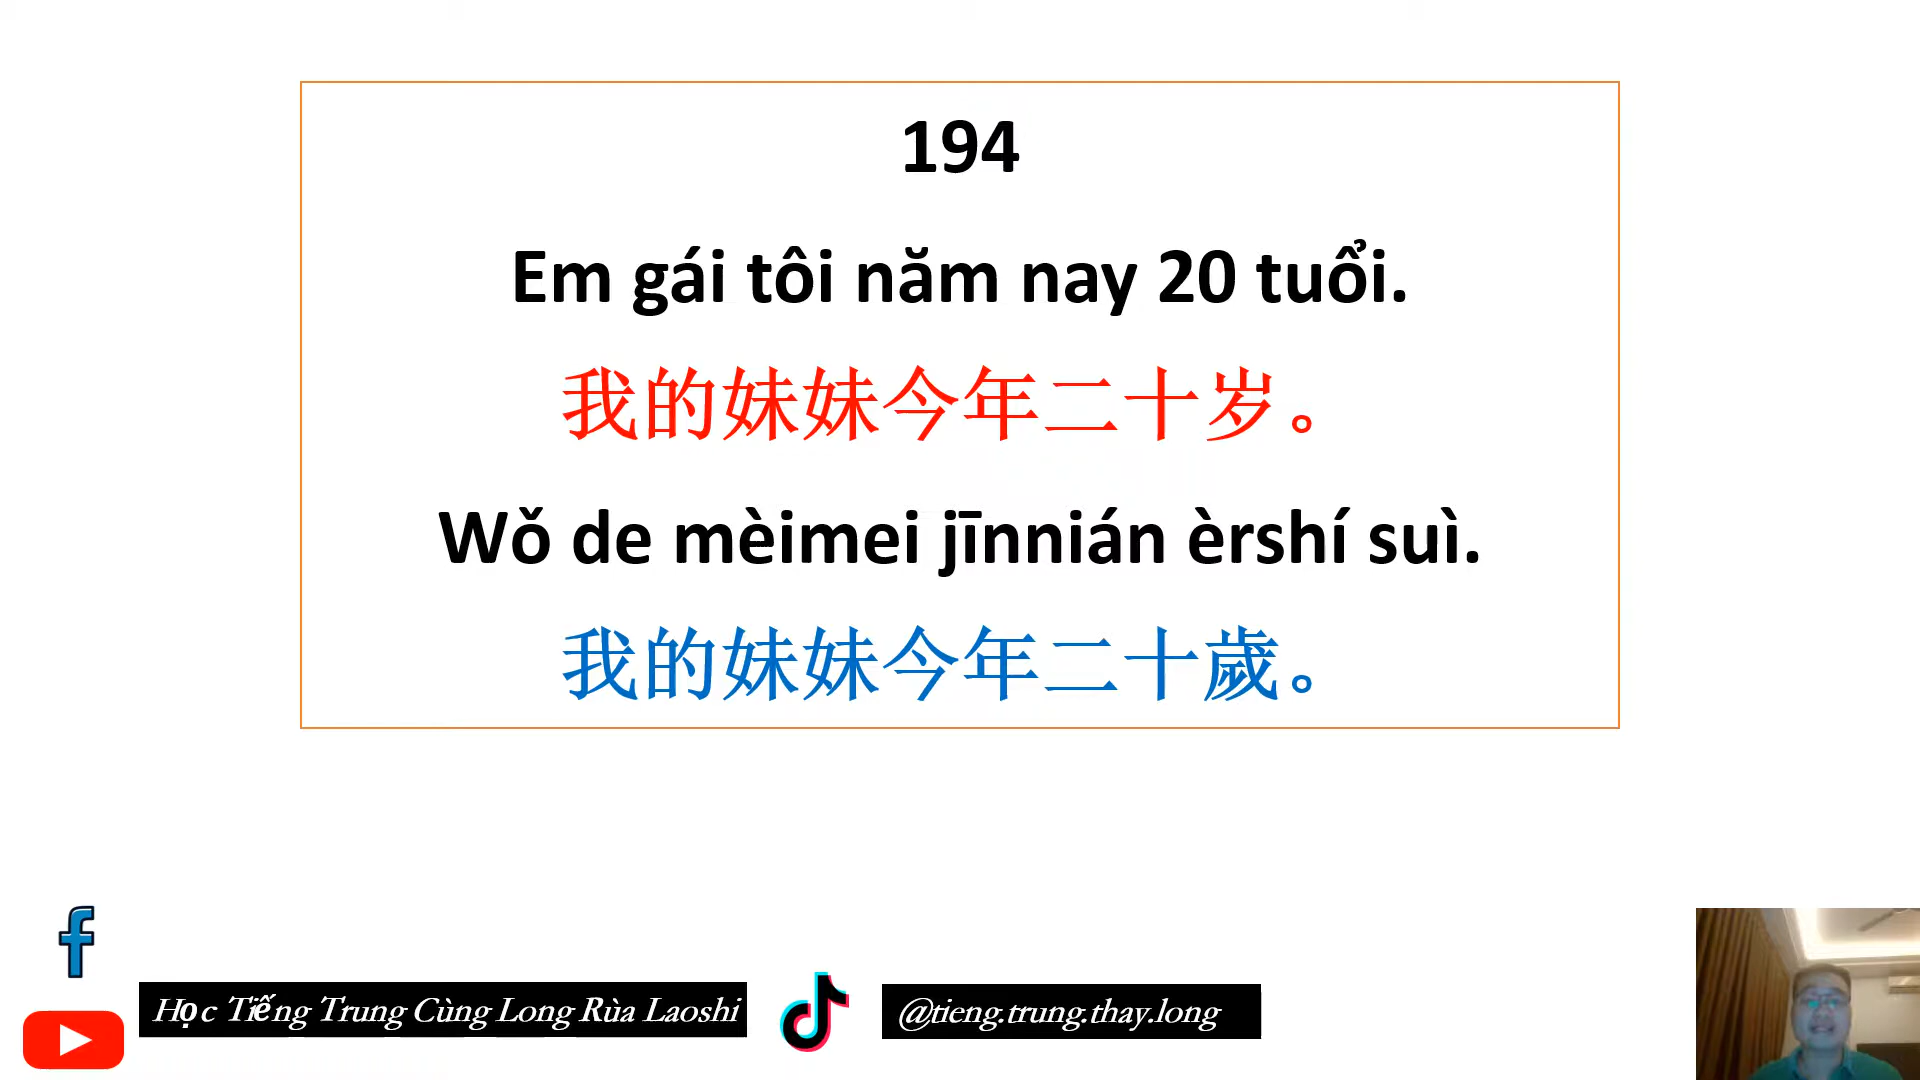 194
Em gái tôi năm nay 20 tuổi.
我的妹妹今年二十岁。
Wǒ de mèimei jīnnián èrshí suì.
我的妹妹今年二十歲。
Học Tiếng Trung Cùng Long Rùa Laoshi
@tieng.trung.thay.long